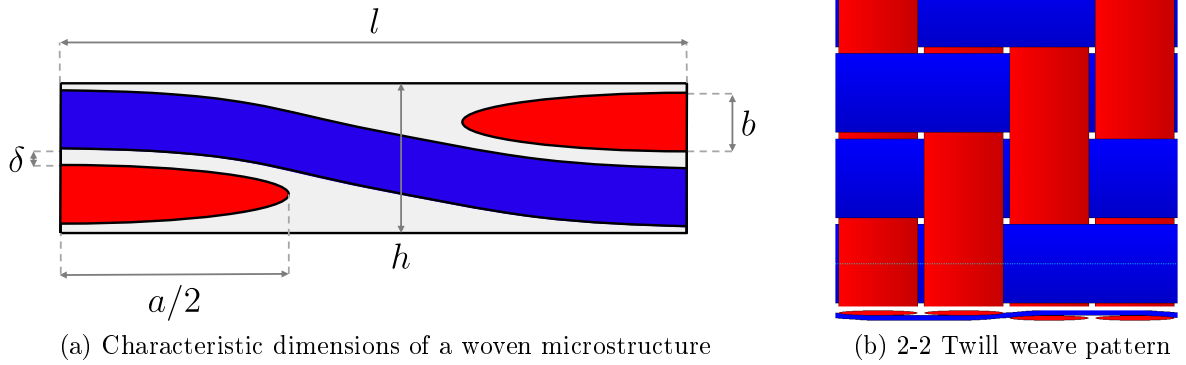 l
b
δ
h
a/2
(a) Characteristic dimensions of a woven microstructure
(b) 2-2 Twill weave pattern